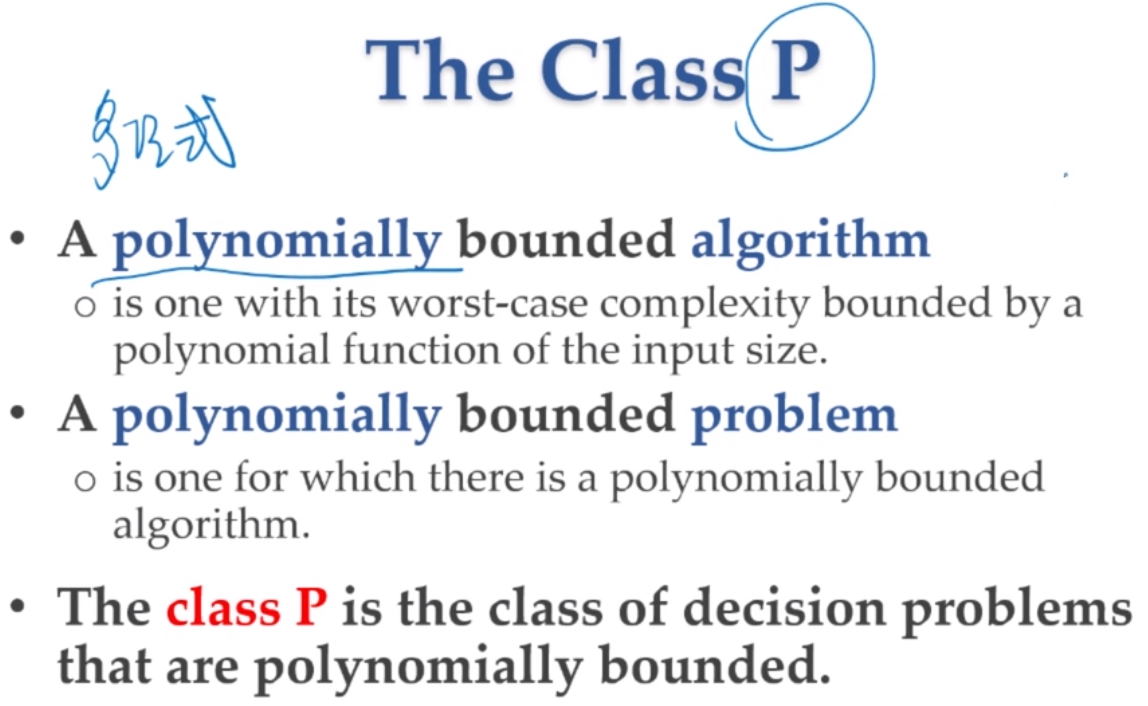 The Class P
多项式
• A polynomially bounded algorithm
o is one with its worst-case complexity bounded by a
polynomial function of the input size.
• A polynomially bounded problem
o is one for which there is a polynomially bounded
algorithm.
• The class P is the class of decision problems
that are polynomially bounded.